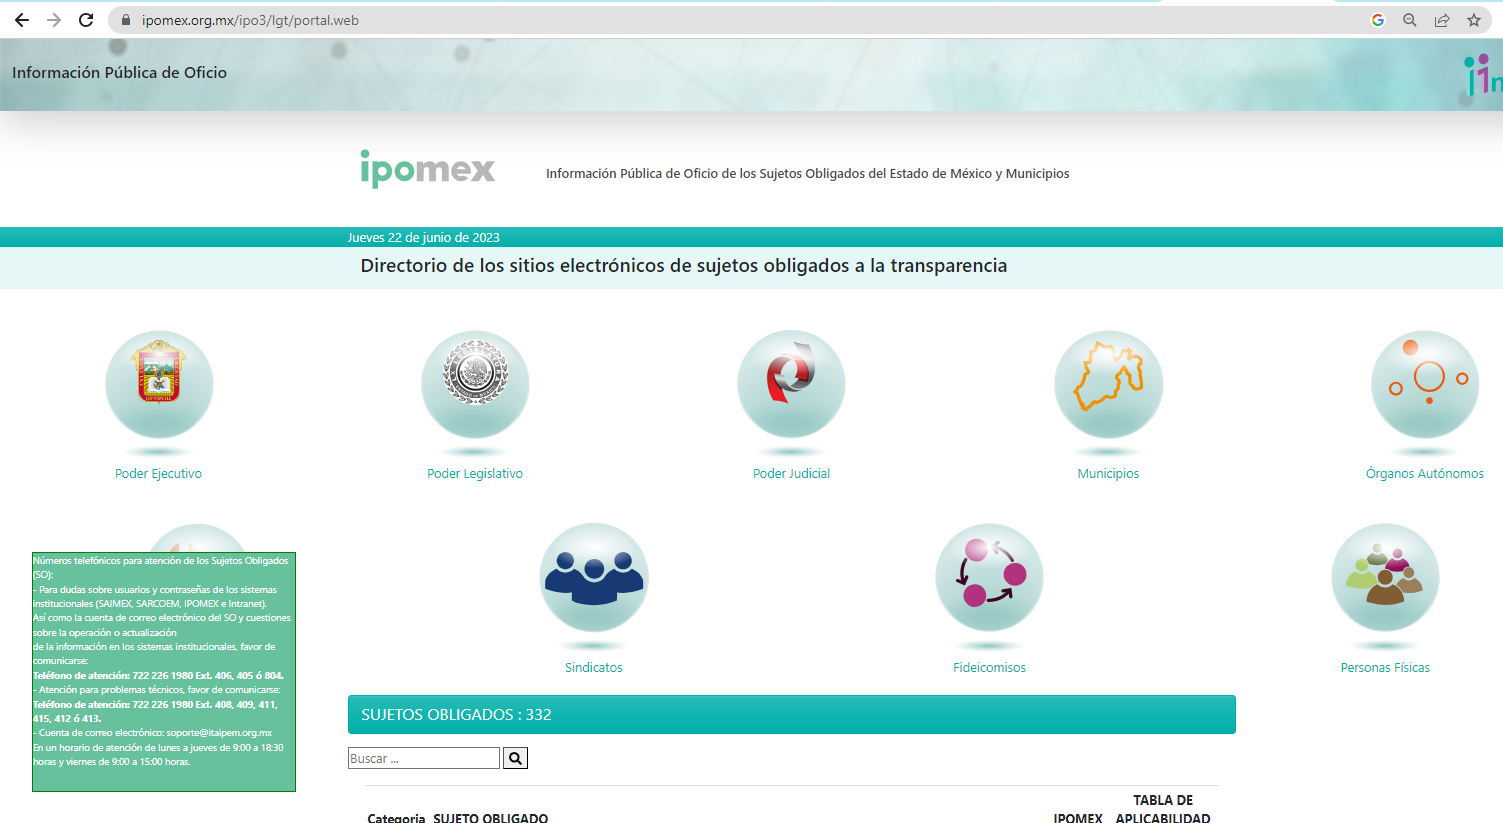 ipomex.org.mx/ipo3/lgt/portal.web
Información Pública de Oficio
ipomex
Información Pública de Oficio de los Sujetos Obligados del Estado de México y Municipios
Jueves 22 de junio de 2023
Directorio de los sitios electrónicos de sujetos obligados a la transparencia
Poder Ejecutivo
Poder Legislativo
Poder Judicial
Municipios
Órganos Autónomos
Números telefónicos para atención de los Sujetos Obligados
(SO):
- Para dudas sobre usuarios y contraseñas de los sistemas
institucionales (SAIMEX, SARCOEM, IPOMEX e Intranet).
Así como la cuenta de correo electrónico del SO y cuestiones
sobre la operación o actualización
de la información en los sistemas institucionales, favor de
comunicarse:
Teléfono de atención: 722 226 1980 Ext. 406, 405 ó 804.
- Atención para problemas técnicos, favor de comunicarse:
Teléfono de atención: 722 226 1980 Ext. 408, 409, 411,
415, 412 ó 413.
- Cuenta de correo electrónico: soporte@itaipem.org.mx
En un horario de atención de lunes a jueves de 9:00 a 18:30
horas y viernes de 9:00 a 15:00 horas.
Sindicatos
Fideicomisos
Personas Físicas
SUJETOS OBLIGADOS : 332
Buscar ...
Categoria SUJETO OBLIGADO
IPOMEX
TABLA DE
APLICABILIDAD